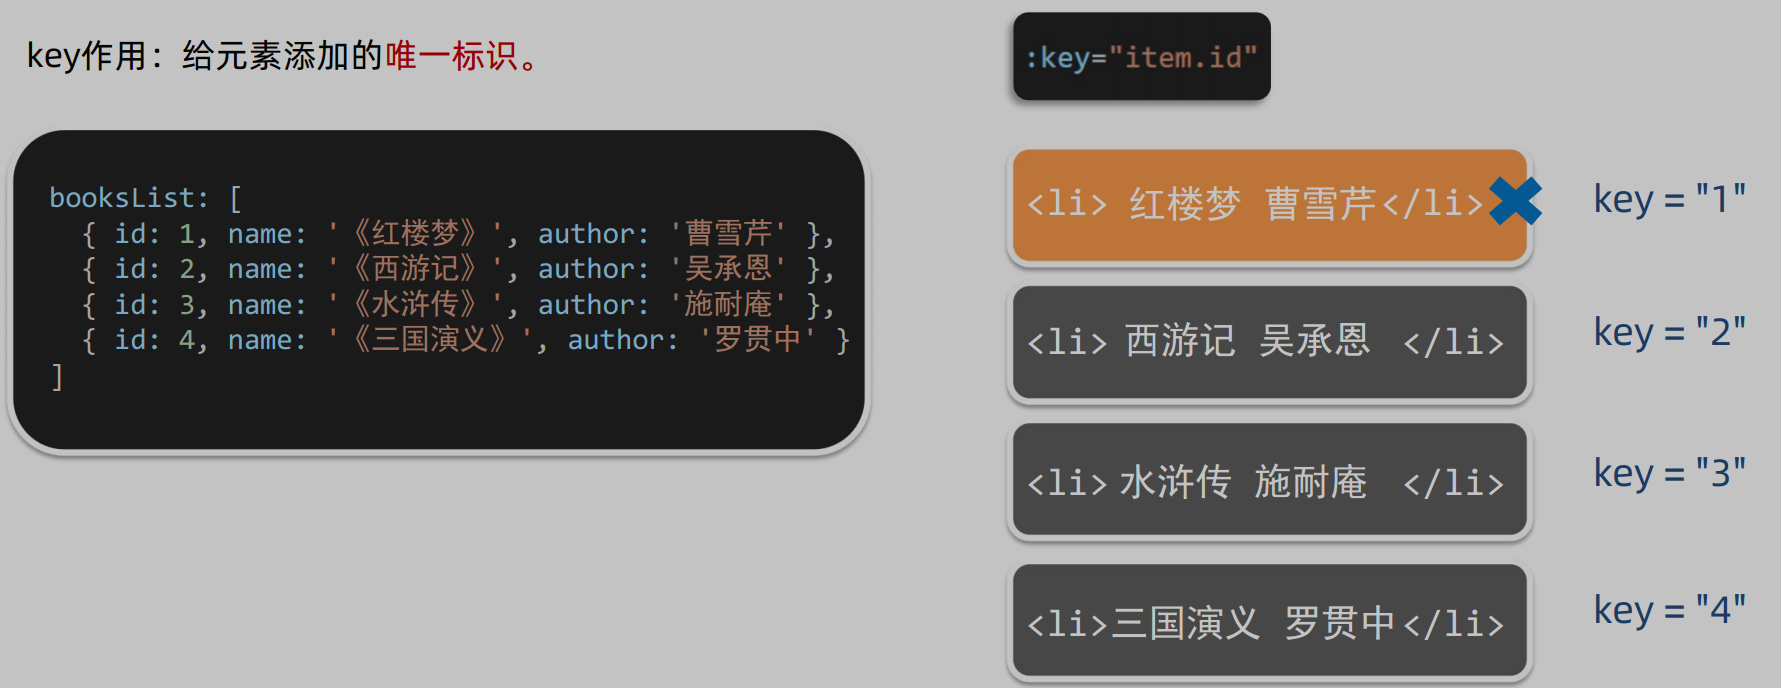 key作用：给元素添加的唯一标识。
booksList: [
{ id: 1, name: '《红楼梦》', author: '曹雪芹' },
{ id: 2, name: '《西游记》', author: '吴承恩' },
{ id: 3, name: '《水浒传》', author: '施耐庵' },
{ id: 4, name: '《三国演义》', author: '罗贯中' }
]
:key="item.id"
<li> 红楼梦 曹雪芹</li> key = "1"
<li> 西游记 吴承恩 </li> key = "2"
<li> 水浒传 施耐庵 </li> key = "3"
<li>三国演义 罗贯中</li> key = "4"